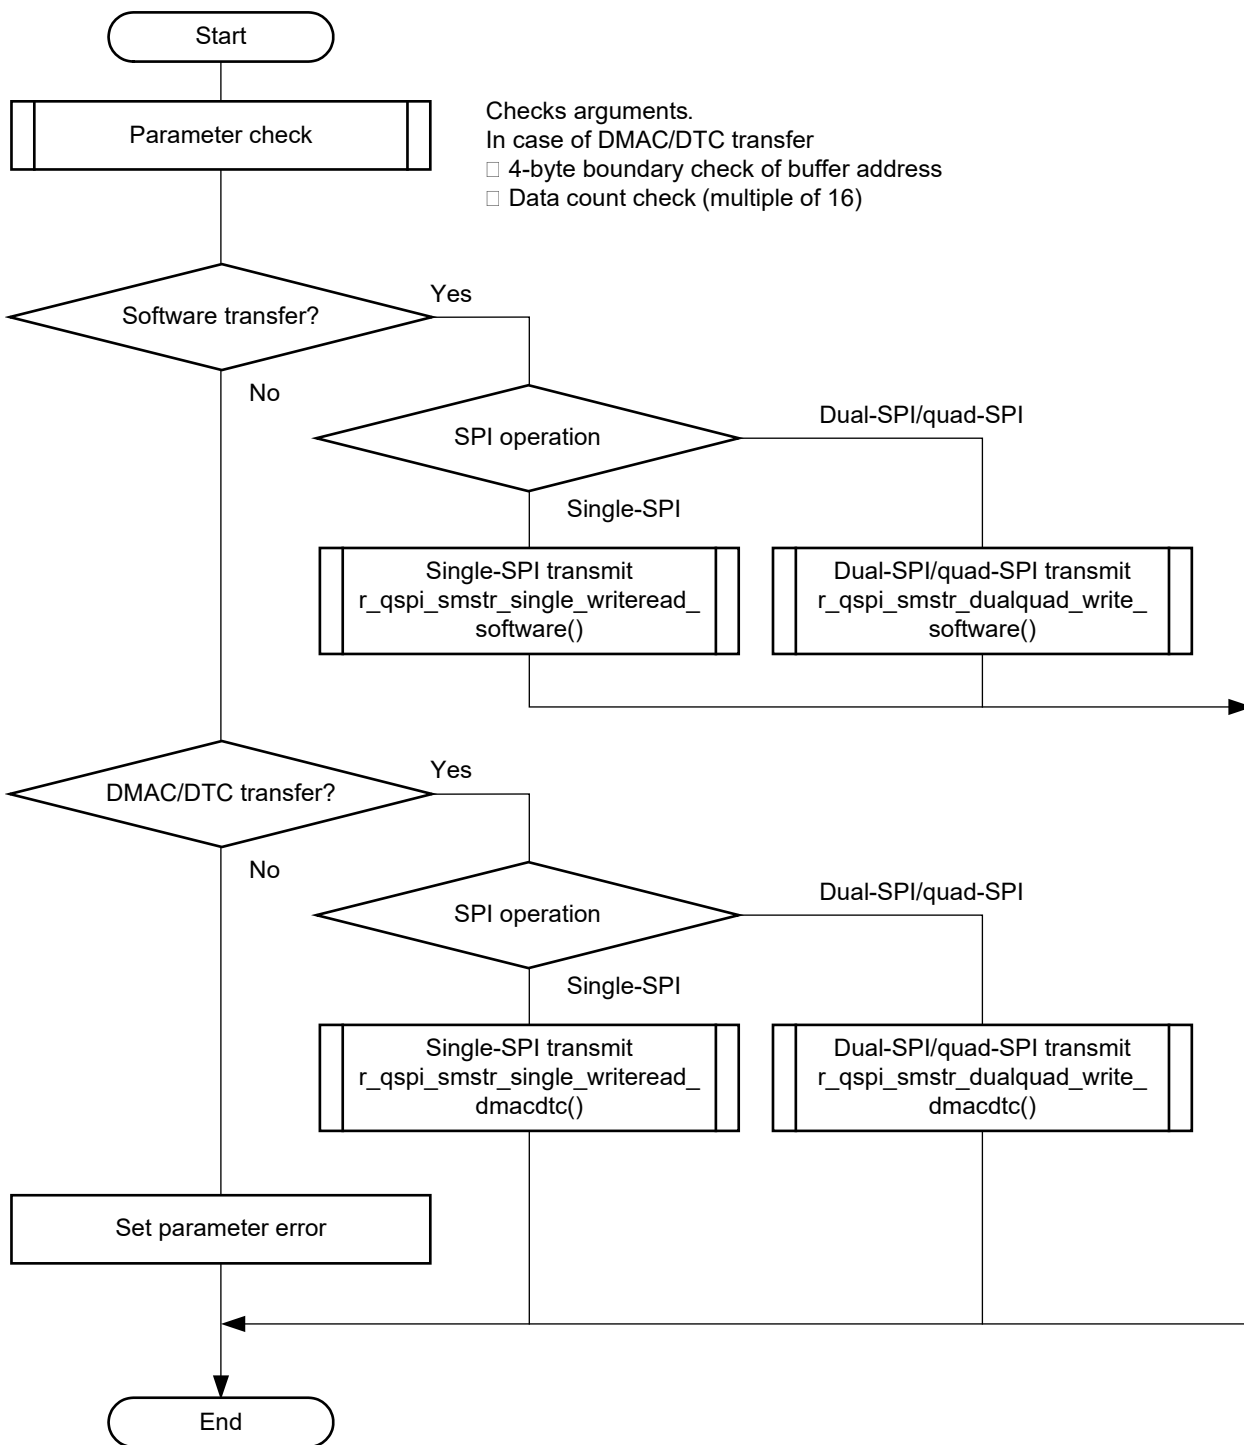 Start
Parameter check
Checks arguments.
In case of DMAC/DTC transfer
□ 4-byte boundary check of buffer address
□ Data count check (multiple of 16)
Software transfer?
Yes
No
SPI operation
Dual-SPI/quad-SPI
Single-SPI
Single-SPI transmit
r_qspi_smstr_single_writeread_
software()
Dual-SPI/quad-SPI transmit
r_qspi_smstr_dualquad_write_
software()
DMAC/DTC transfer?
Yes
No
SPI operation
Dual-SPI/quad-SPI
Single-SPI
Single-SPI transmit
r_qspi_smstr_single_writeread_
dmacdtc()
Dual-SPI/quad-SPI transmit
r_qspi_smstr_dualquad_write_
dmacdtc()
Set parameter error
End